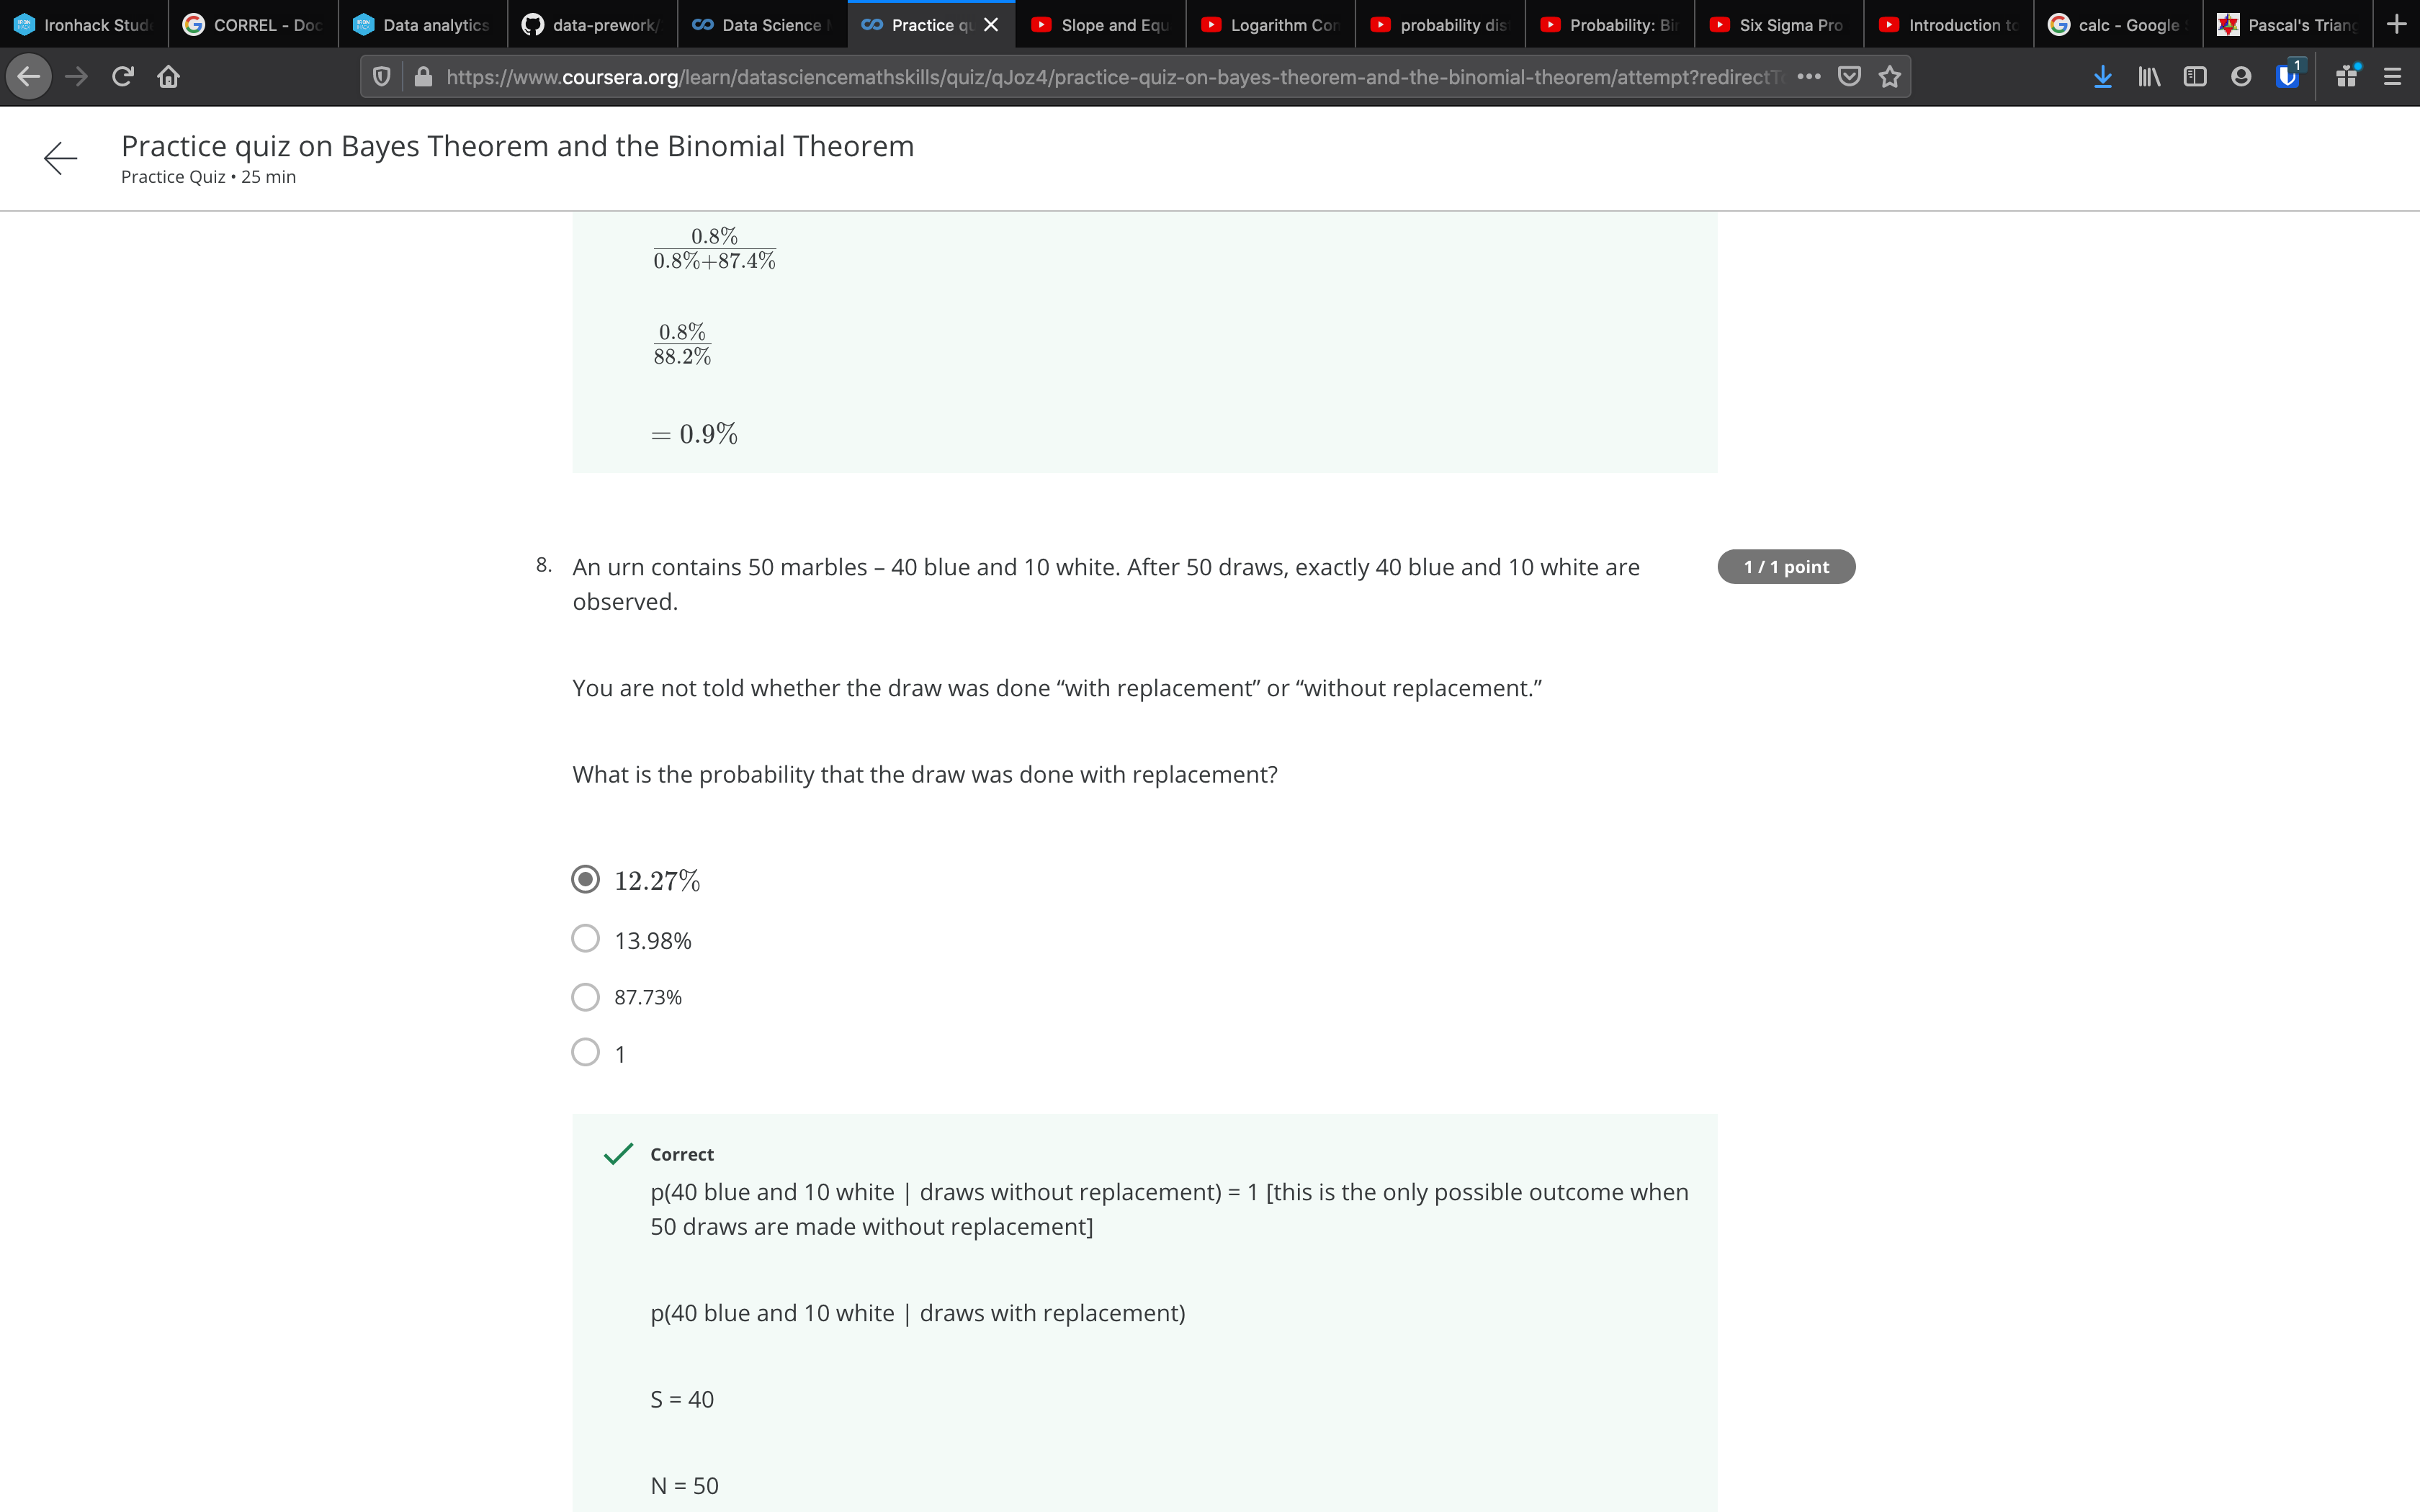 Ironhack Stud
CORREL - Doc
Data analytics
data-prework/
Data Science
Practice qu
Slope and Equ
Logarithm Con
probability dis
Probability: Bi
Six Sigma Pro
Introduction to
calc - Google
Pascal's Triang
https://www.coursera.org/learn/datasciencemathskills/quiz/qJoz4/practice-quiz-on-bayes-theorem-and-the-binomial-theorem/attempt?redirectT
1
Practice quiz on Bayes Theorem and the Binomial Theorem
Practice Quiz • 25 min
0.8%
0.8%+87.4%
0.8%
88.2%
= 0.9%
8. An urn contains 50 marbles – 40 blue and 10 white. After 50 draws, exactly 40 blue and 10 white are
observed.
1 / 1 point
You are not told whether the draw was done “with replacement” or “without replacement.”
What is the probability that the draw was done with replacement?
12.27%
13.98%
87.73%
1
Correct
p(40 blue and 10 white | draws without replacement) = 1 [this is the only possible outcome when
50 draws are made without replacement]
p(40 blue and 10 white | draws with replacement)
S = 40
N = 50